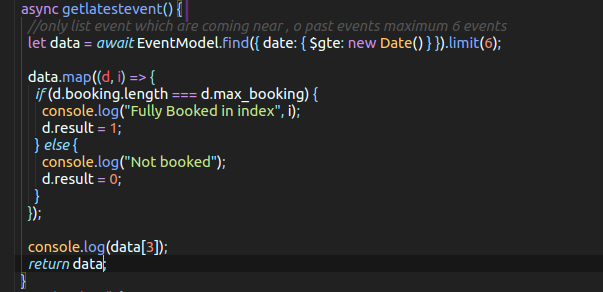 async getlatestevent() {
//only list event which are coming near , o past events maximum 6 events
let data = await EventModel.find({ date: { $gte: new Date() } }).limit(6);
data.map((d, i) => {
if (d.booking.length === d.max_booking) {
console.log("Fully Booked in index", i);
d.result = 1;
} else {
console.log("Not booked");
d.result = 0;
}
});
console.log(data[3]);
return data;
}